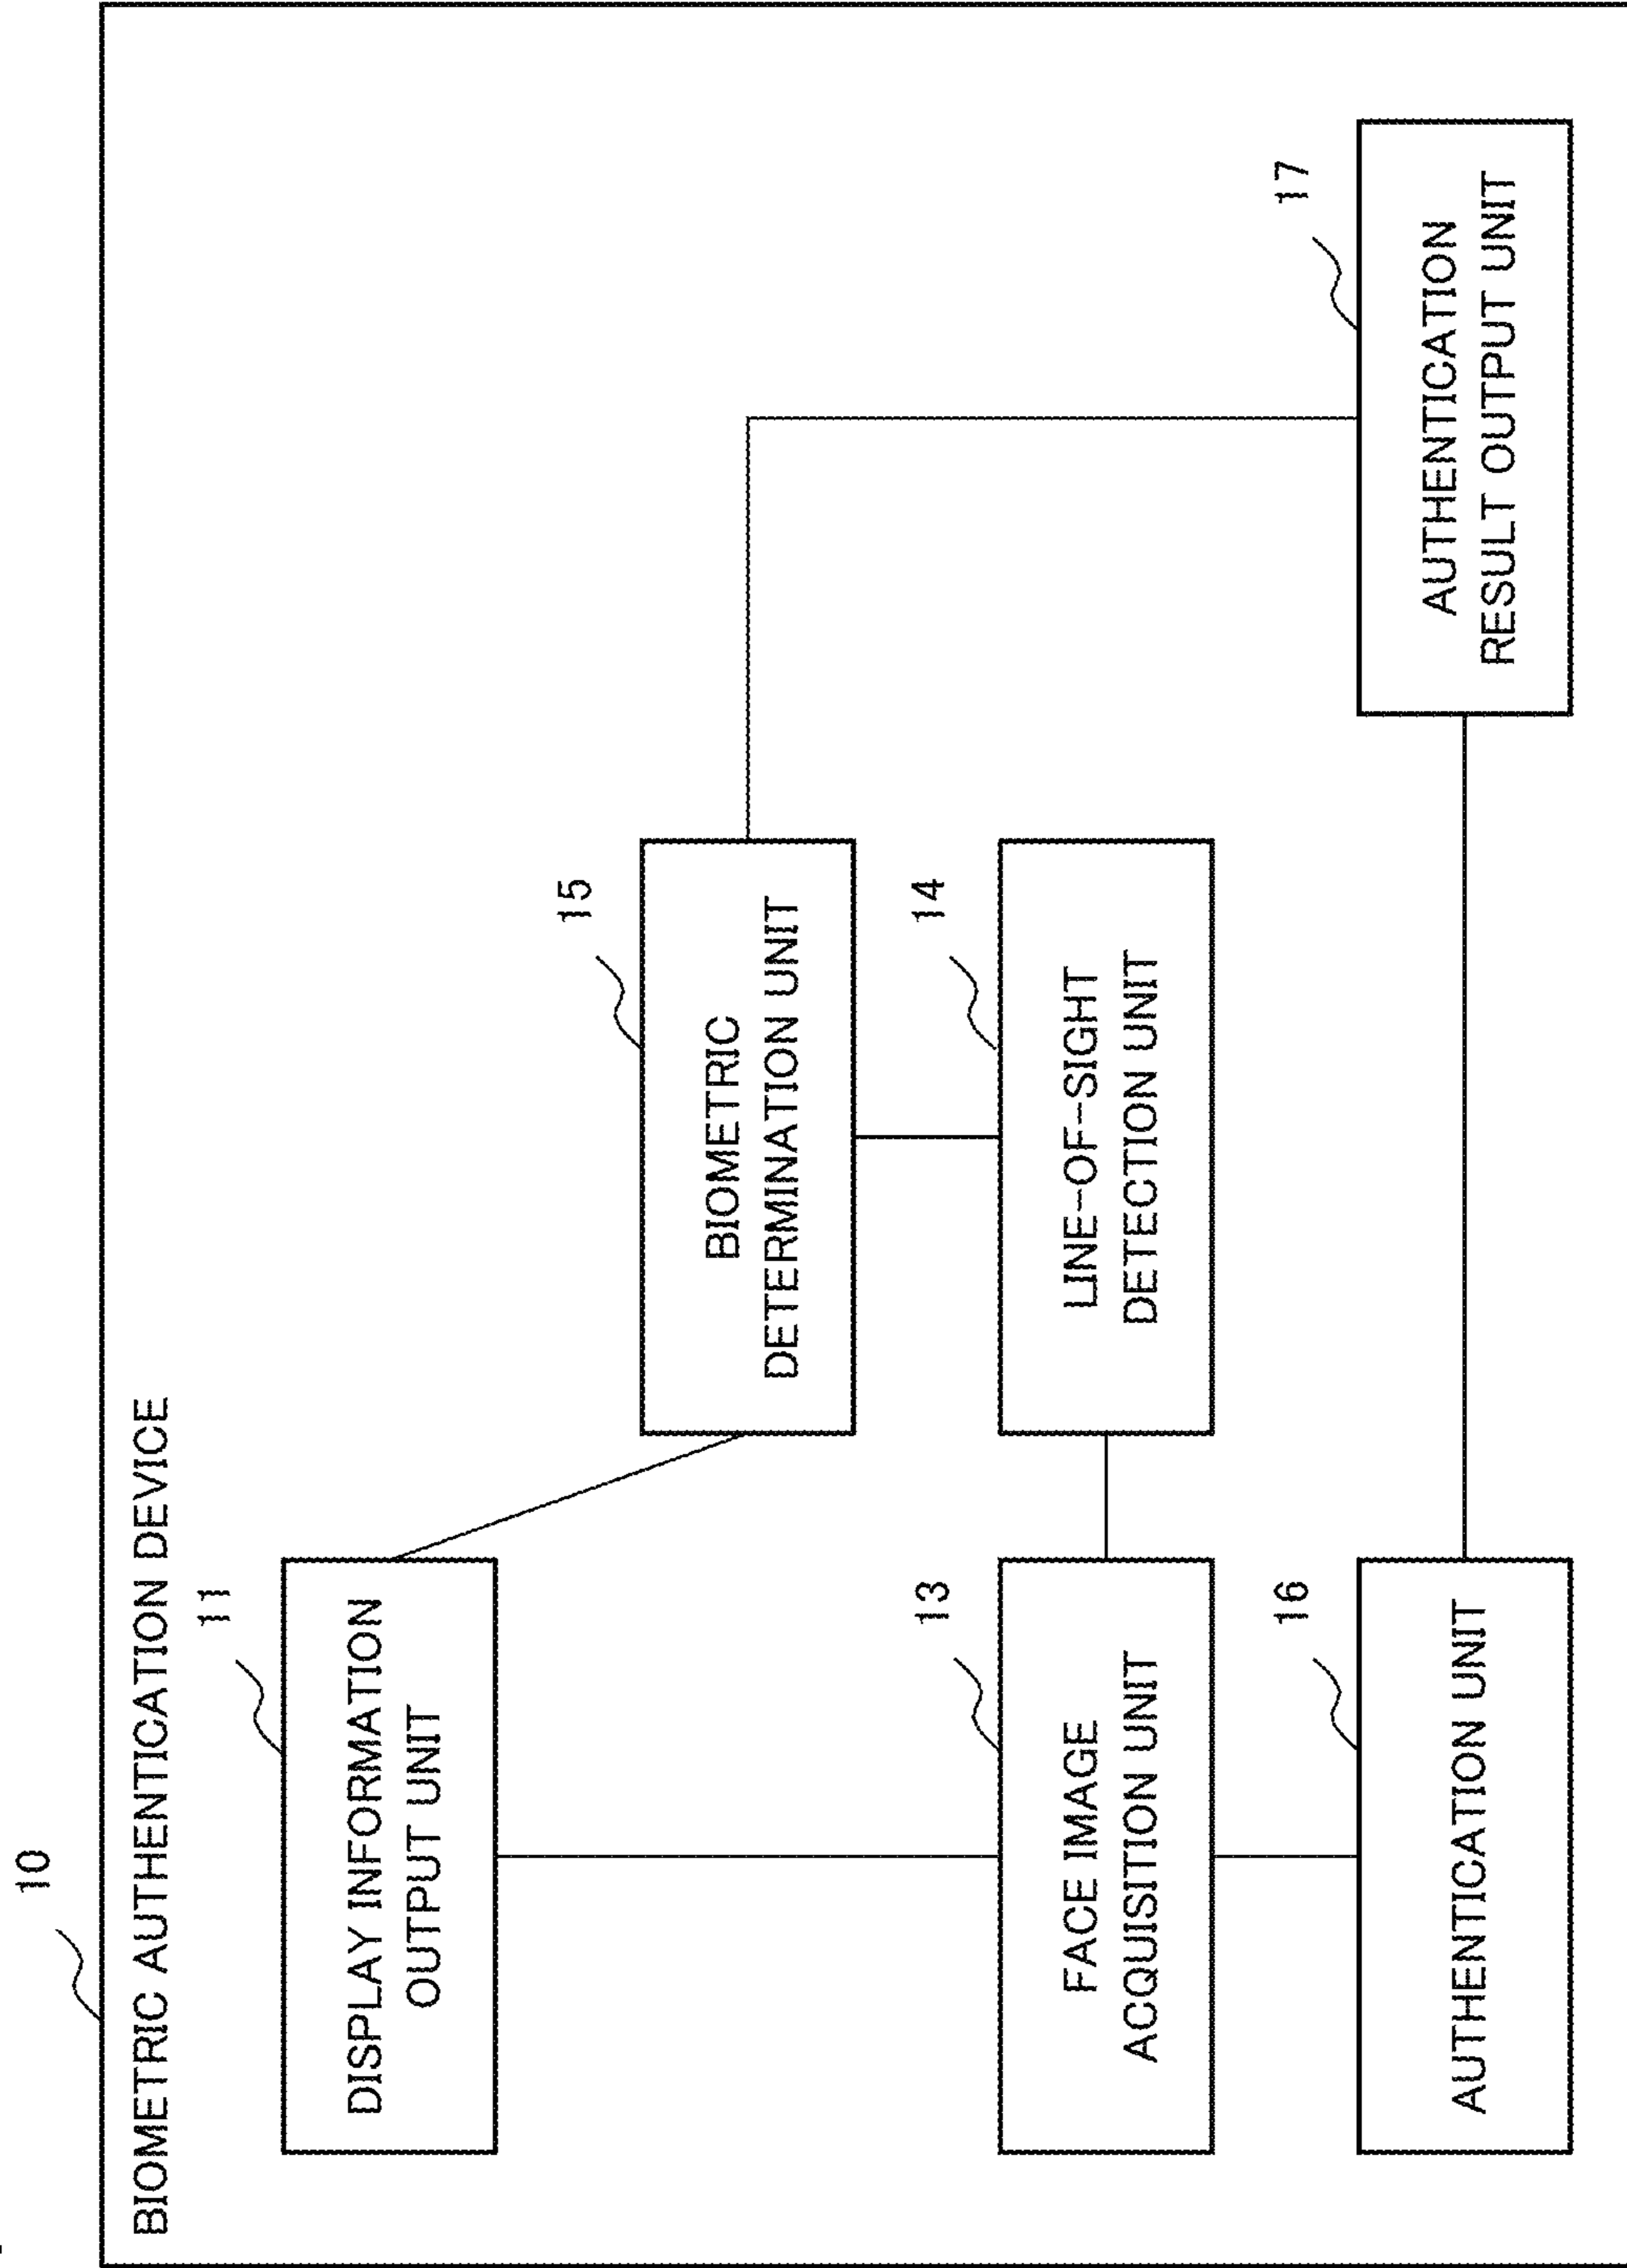 10
BIOMETRIC AUTHENTICATION DEVICE
11
DISPLAY INFORMATION
OUTPUT UNIT
15
BIOMETRIC
DETERMINATION UNIT
13
FACE IMAGE
ACQUISITION UNIT
14
LINE-OF-SIGHT
DETECTION UNIT
16
AUTHENTICATION UNIT
17
AUTHENTICATION
RESULT OUTPUT UNIT